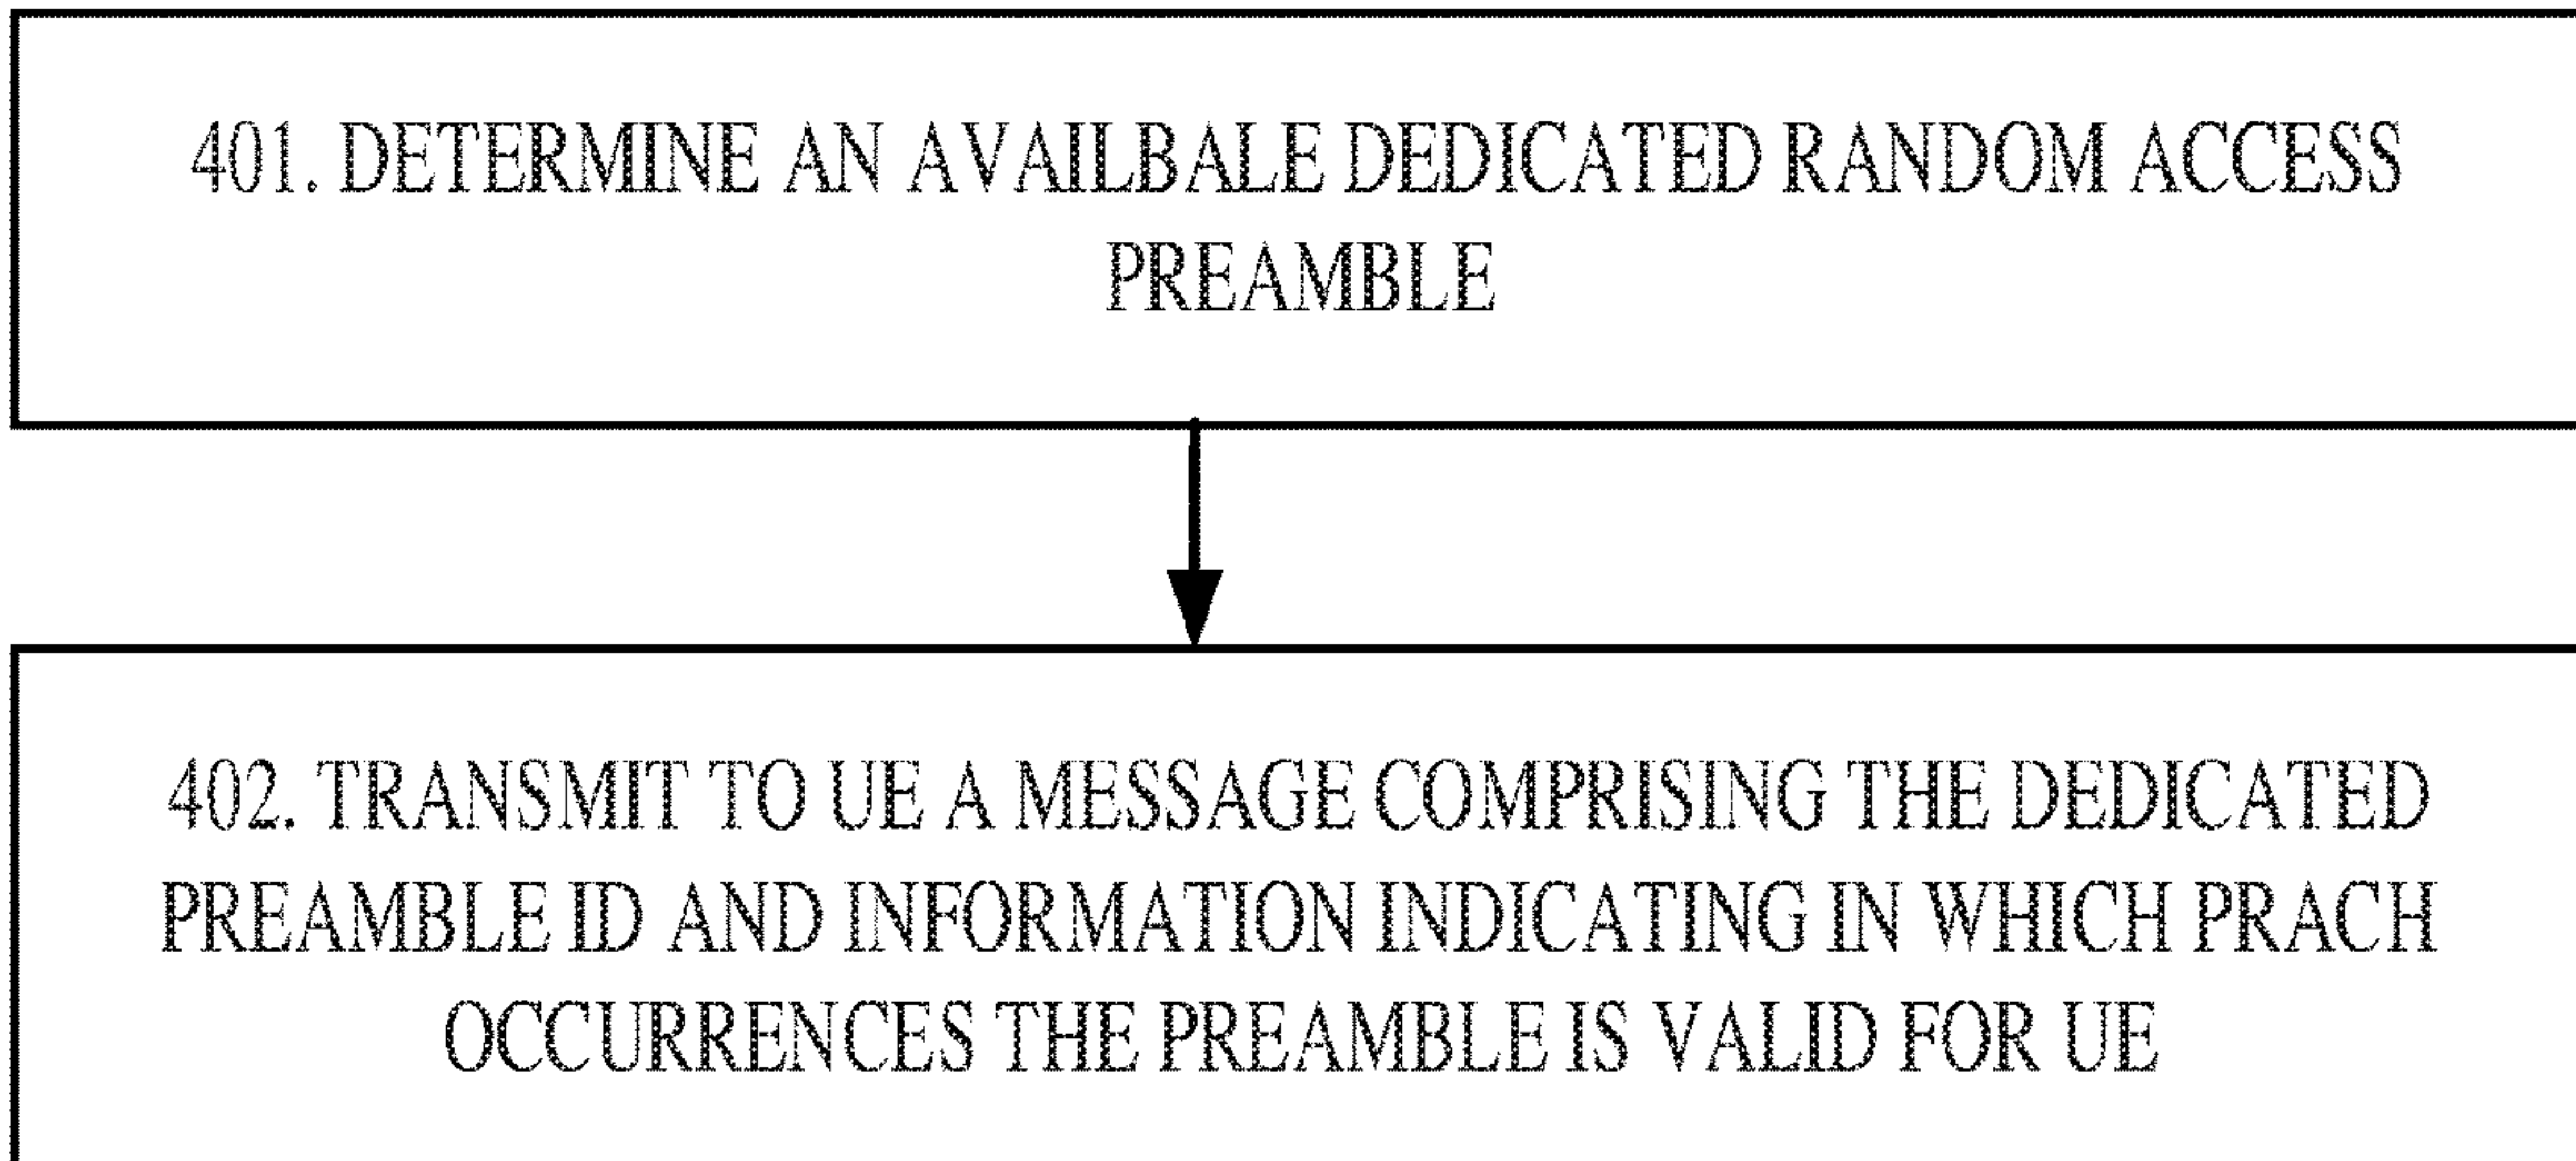 401. DETERMINE AN AVAILBALE DEDICATED RANDOM ACCESS
PREAMBLE
402. TRANSMIT TO UE A MESSAGE COMPRISING THE DEDICATED
PREAMBLE ID AND INFORMATION INDICATING IN WHICH PRACH
OCCURRENCES THE PREAMBLE IS VALID FOR UE